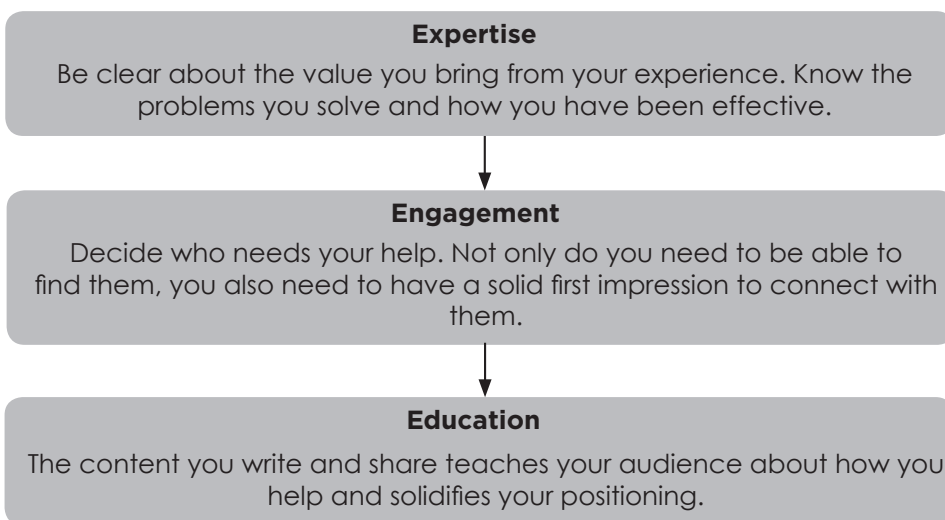 Expertise
Be clear about the value you bring from your experience. Know the
problems you solve and how you have been effective.
Engagement
Decide who needs your help. Not only do you need to be able to
find them, you also need to have a solid first impression to connect with
them.
Education
The content you write and share teaches your audience about how you
help and solidifies your positioning.